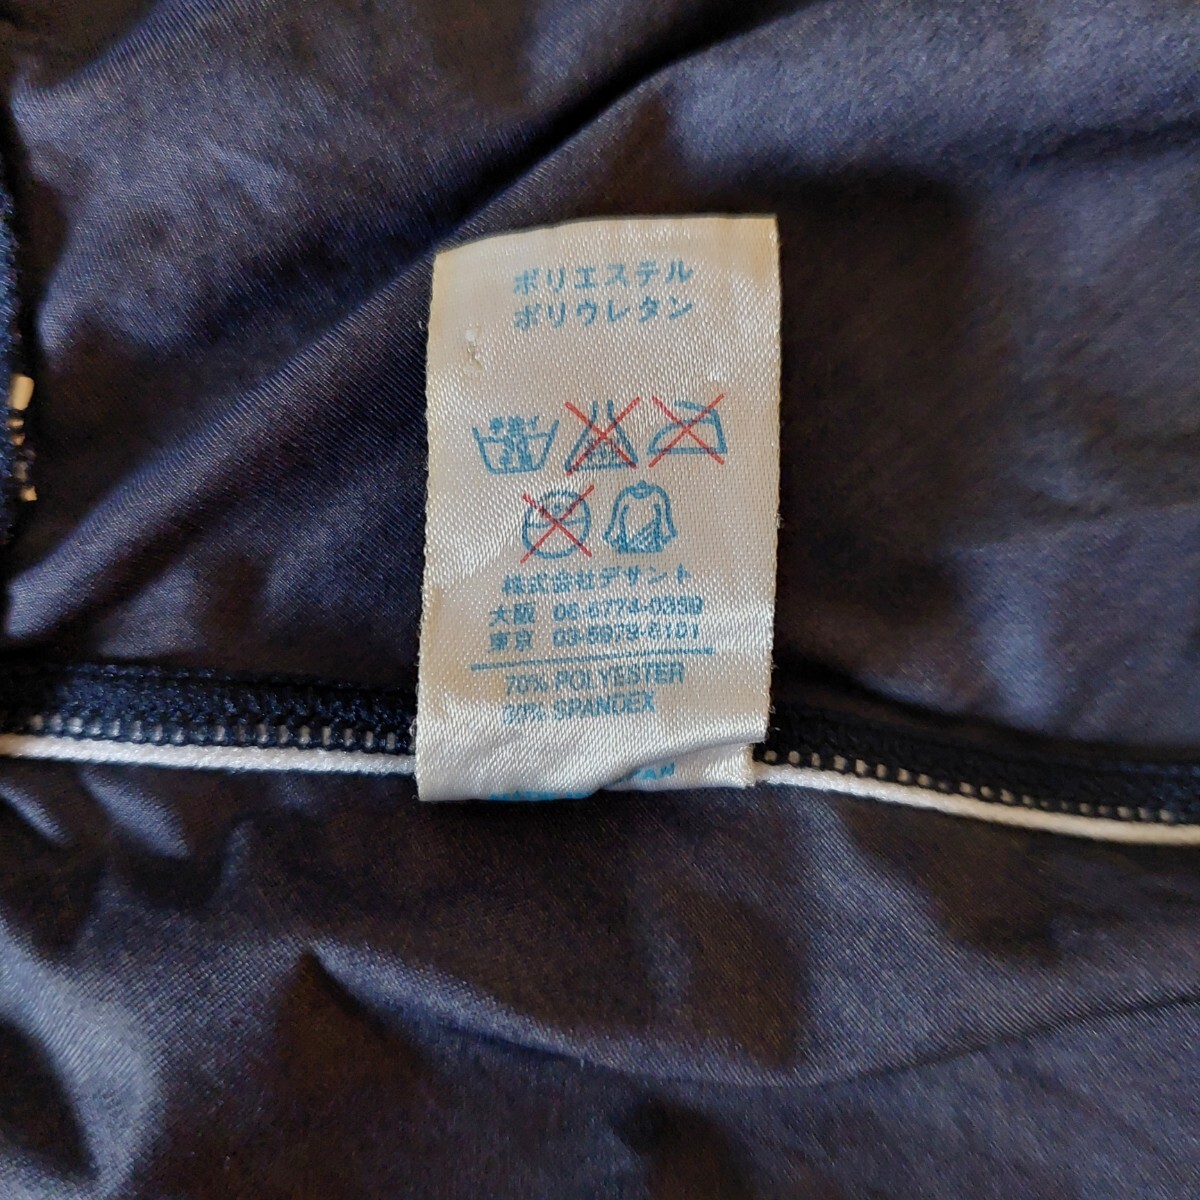 ポリエステル
ポリウレタン
株式会社デサント
大阪 06-6774-0399
東京 03-5979-6101
70% POLYESTER
SPANDEX